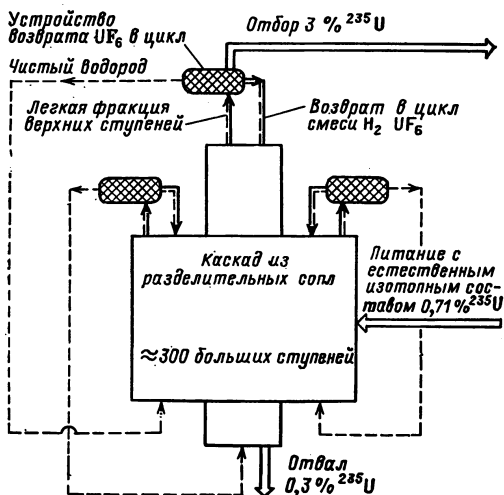 Устройство
возврата UF₆ в цикл
Отбор 3 % ²³⁵U
Чистый водород
Легкая фракция
верхних ступеней
Возврат в цикл
смеси H₂ UF₆
Каскад из
разделительных сопл
Питание с
естественным
изотопным сос-
тавом 0,71%²³⁵U
≈300 больших ступеней
Отвал
0,3% ²³⁵U